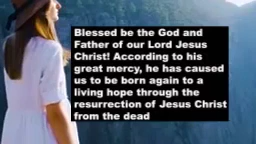 Blessed be the God and
Father of our Lord Jesus
Christ! According to his
great mercy, he has caused
us to be born again to a
living hope through the
resurrection of Jesus Christ
from the dead